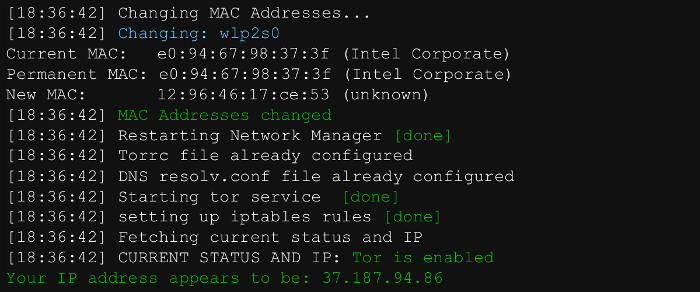 [18:36:42] Changing MAC Addresses...
[18:36:42] Changing: wlp2s0
Current MAC:   e0:94:67:98:37:3f (Intel Corporate)
Permanent MAC: e0:94:67:98:37:3f (Intel Corporate)
New MAC:       12:96:46:17:ce:53 (unknown)
[18:36:42] MAC Addresses changed
[18:36:42] Restarting Network Manager [done]
[18:36:42] Torrc file already configured
[18:36:42] DNS resolv.conf file already configured
[18:36:42] Starting tor service  [done]
[18:36:42] setting up iptables rules [done]
[18:36:42] Fetching current status and IP
[18:36:42] CURRENT STATUS AND IP: Tor is enabled
Your IP address appears to be: 37.187.94.86